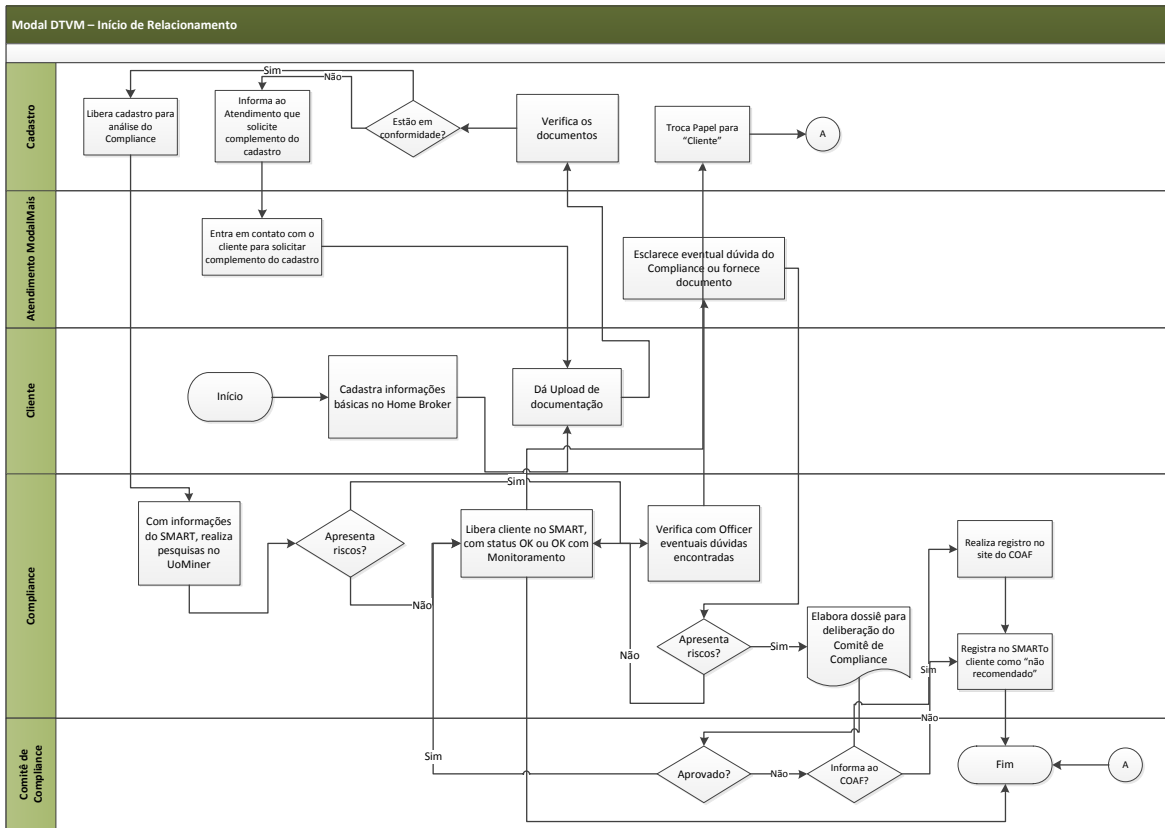 Modal DTVM – Início de Relacionamento
Cadastro
Sim
Não
Libera cadastro para
análise do
Compliance
Informa ao
Atendimento que
solicite
complemento do
cadastro
Estão em
conformidade?
Verifica os
documentos
Troca Papel para
“Cliente”
A
Atendimento ModalMais
Entra em contato com o
cliente para solicitar
complemento do cadastro
Esclarece eventual dúvida do
Compliance ou fornece
documento
Cliente
Início
Cadastra informações
básicas no Home Broker
Dá Upload de
documentação
Compliance
Com informações
do SMART, realiza
pesquisas no
UoMiner
Apresenta
riscos?
Sim
Não
Libera cliente no SMART,
com status OK ou OK com
Monitoramento
Verifica com Officer
eventuais dúvidas
encontradas
Não
Apresenta
riscos?
Sim
Elabora dossiê para
deliberação do
Comitê de
Compliance
Realiza registro no
site do COAF
Sim
Registra no SMARTo
cliente como “não
recomendado”
Não
Comitê de
Compliance
Sim
Aprovado?
Não
Informa ao
COAF?
Fim
A